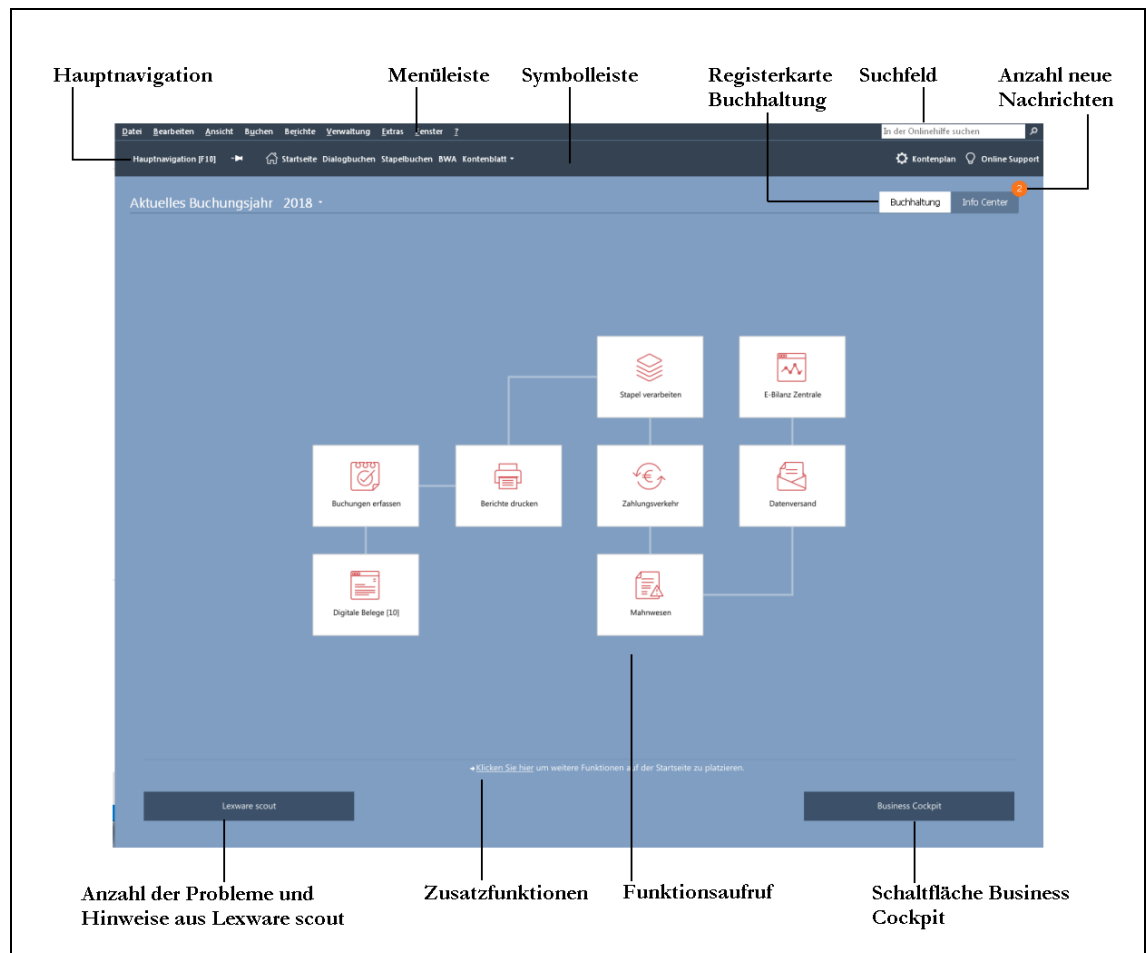 Hauptnavigation
Menüleiste
Symbolleiste
Registerkarte
Buchhaltung
Suchfeld
Anzahl neue
Nachrichten
Datei Bearbeiten Ansicht Buchen Berichte Verwaltung Extras Fenster ?
In der Onlinehilfe suchen
Hauptnavigation [F10] Startseite Dialogbuchen Stapelbuchen BWA Kontenblatt
Kontenplan Online Support
Aktuelles Buchungsjahr 2018
Buchhaltung
Info Center
2
Stapel verarbeiten
E-Bilanz Zentrale
Buchungen erfassen
Berichte drucken
Zahlungsverkehr
Datenversand
Digitale Belege [10]
Mahnwesen
Klicken Sie hier um weitere Funktionen auf der Startseite zu platzieren.
Lexware scout
Business Cockpit
Anzahl der Probleme und
Hinweise aus Lexware scout
Zusatzfunktionen
Funktionsaufruf
Schaltfläche Business
Cockpit